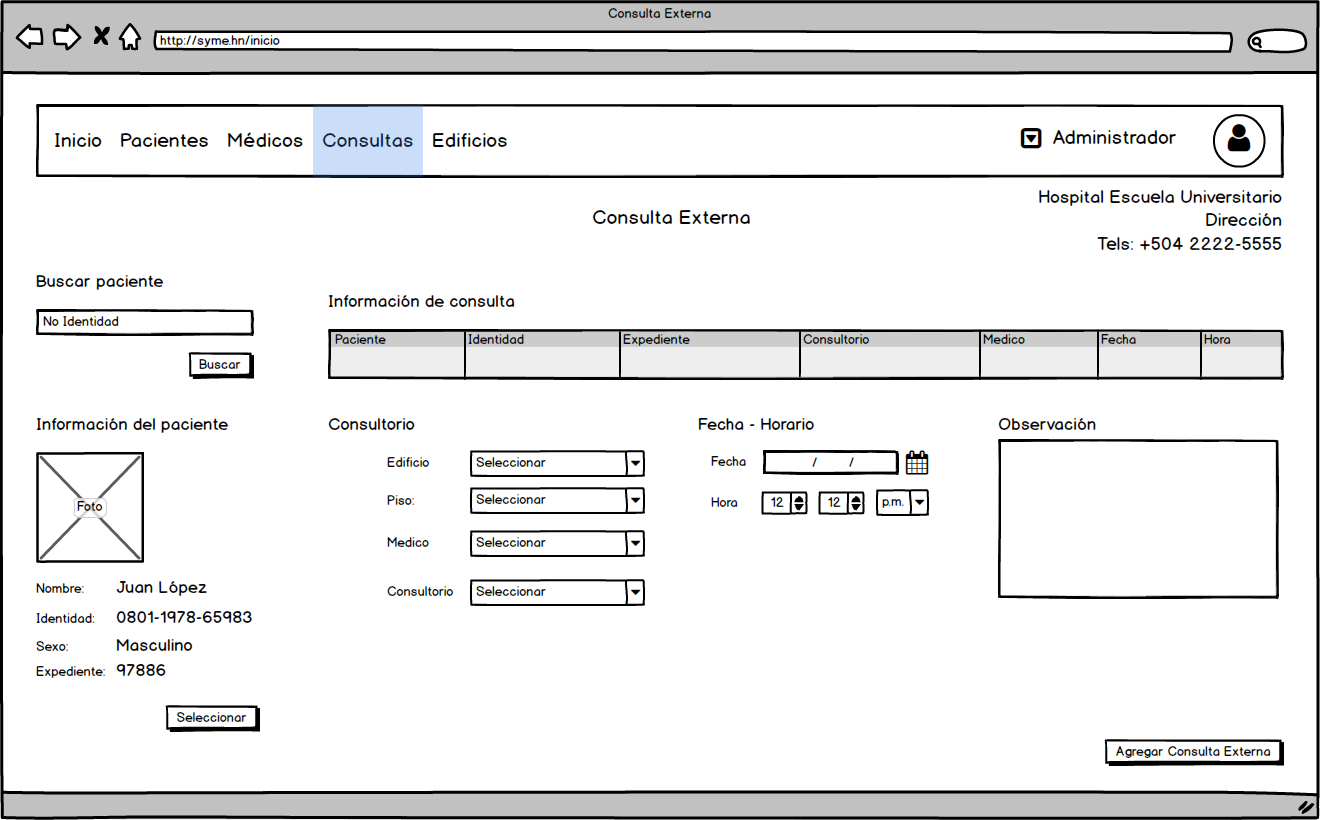 Consulta Externa
http://syme.hn/inicio
Inicio Pacientes Médicos Consultas Edificios Administrador
Hospital Escuela Universitario
Consulta Externa
Dirección
Tels: +504 2222-5555
Buscar paciente
No Identidad
Buscar
Información de consulta
Paciente Identidad Expediente Consultorio Medico Fecha Hora
Información del paciente
Foto
Nombre: Juan López
Identidad: 0801-1978-65983
Sexo: Masculino
Expediente: 97886
Seleccionar
Consultorio
Edificio Seleccionar
Piso: Seleccionar
Medico Seleccionar
Consultorio Seleccionar
Fecha - Horario
Fecha / /
Hora 12 12 p.m.
Observación
Agregar Consulta Externa